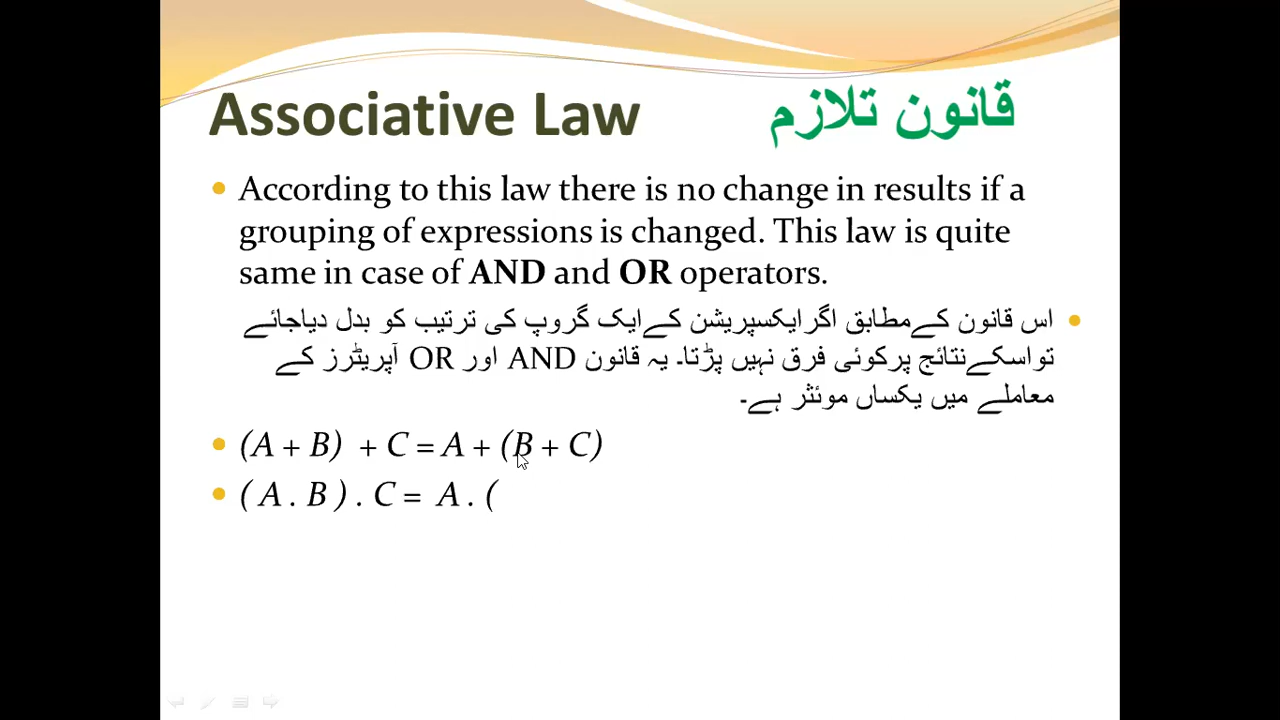 Associative Law
قانون تلازم
According to this law there is no change in results if a
grouping of expressions is changed. This law is quite
same in case of AND and OR operators.
اس قانون کےمطابق اگرایکسپریشن کےایک گروپ کی ترتیب کو بدل دیاجائے
تواسکےنتائج پرکوئی فرق نہیں پڑتا۔ یہ قانون AND اور OR آپریٹرز کے
معاملے میں یکساں موئثر ہے۔
(A + B) + C = A + (B + C)
( A . B ) . C = A . (